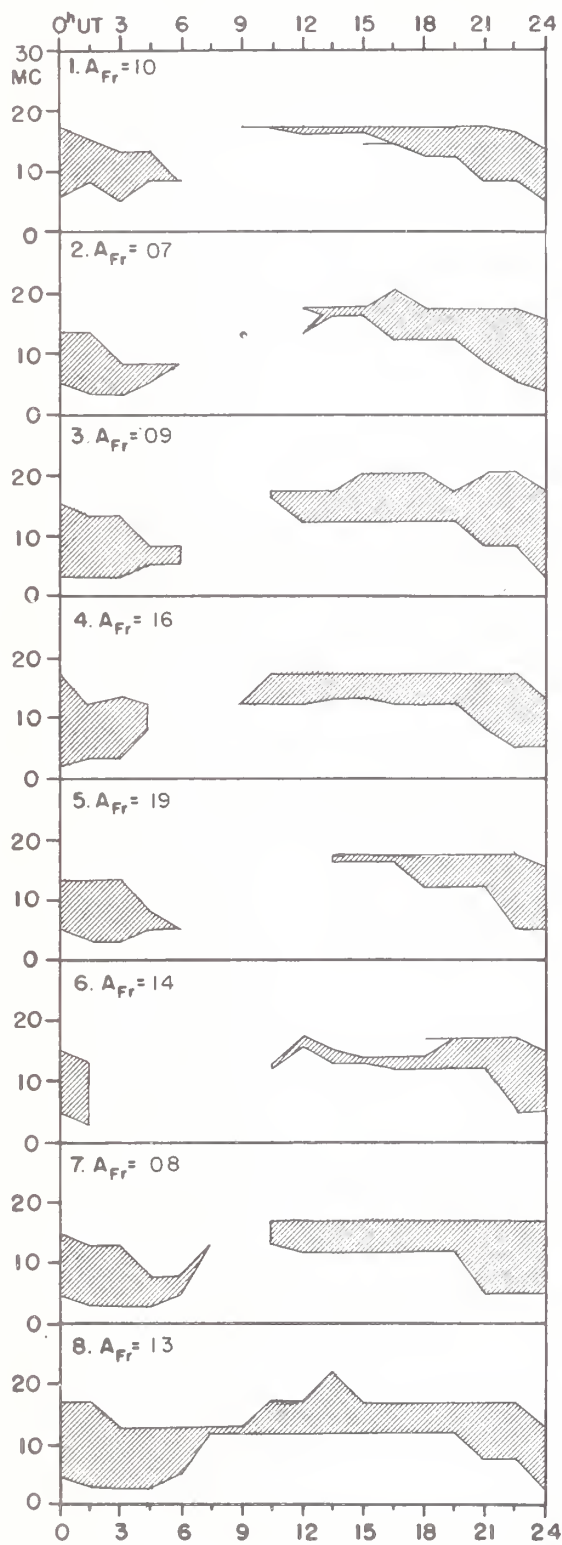 0ʰ UT 3 6 9 12 15 18 21 24
30
MC
1. A_Fr = 10
20
10
0
2. A_Fr = 07
20
10
0
3. A_Fr = 09
20
10
0
4. A_Fr = 16
20
10
0
5. A_Fr = 19
20
10
0
6. A_Fr = 14
20
10
0
7. A_Fr = 08
20
10
0
8. A_Fr = 13
20
10
0
0 3 6 9 12 15 18 21 24